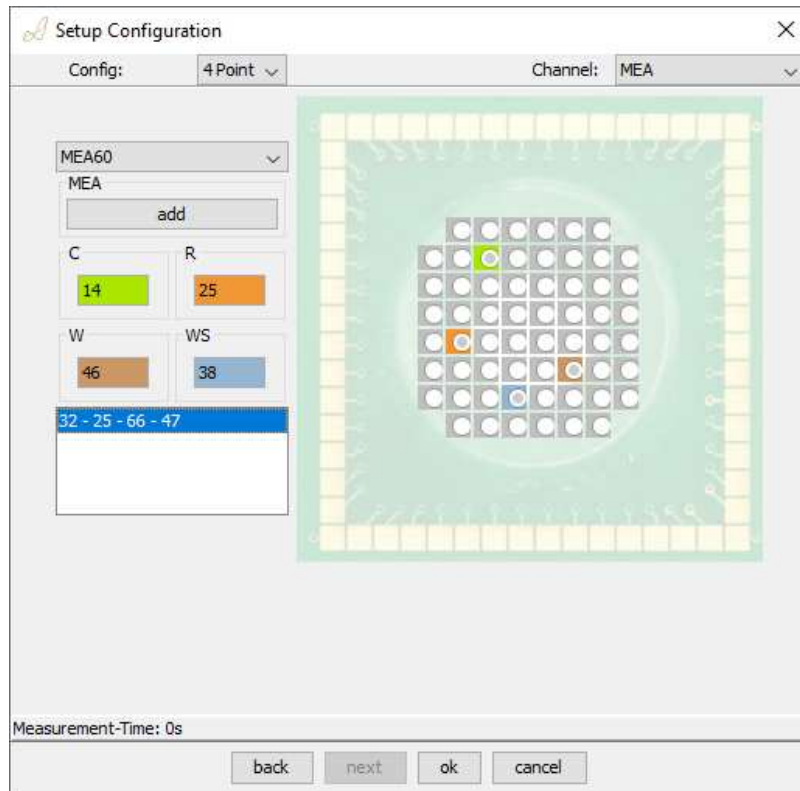 Setup Configuration
Config: 4 Point Channel: MEA
MEA60
MEA
add
C R
14 25
W WS
46 38
32 - 25 - 66 - 47
Measurement-Time: 0s
back next ok cancel